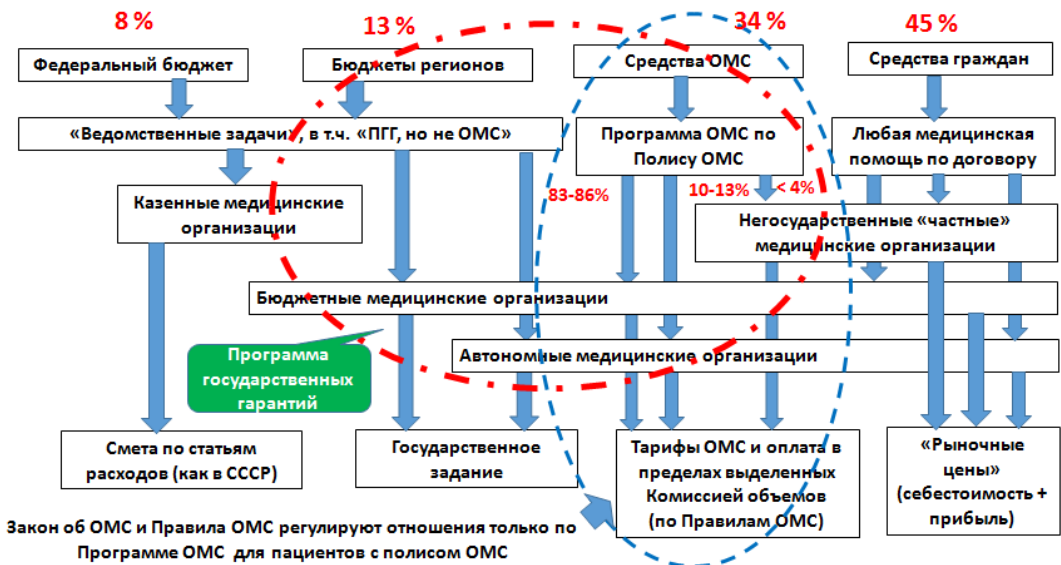 8 %
13 %
34 %
45 %
Федеральный бюджет
Бюджеты регионов
Средства ОМС
Средства граждан
«Ведомственные задачи», в т.ч. «ПГГ, но не ОМС»
Программа ОМС по
Полису ОМС
Любая медицинская
помощь по договору
83-86%
10-13%
< 4%
Казенные медицинские
организации
Негосударственные «частные»
медицинские организации
Бюджетные медицинские организации
Автономные медицинские организации
Программа
государственных
гарантий
Смета по статьям
расходов (как в СССР)
Государственное
задание
Тарифы ОМС и оплата в
пределах выделенных
Комиссией объемов
(по Правилам ОМС)
«Рыночные
цены»
(себестоимость +
прибыль)
Закон об ОМС и Правила ОМС регулируют отношения только по
Программе ОМС для пациентов с полисом ОМС